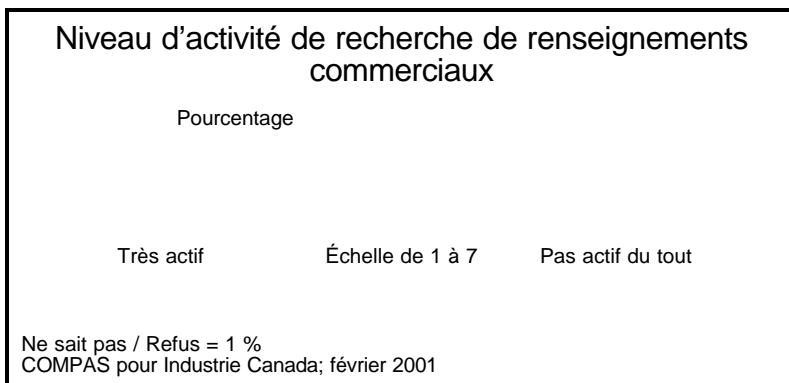 Niveau d'activité de recherche de renseignements
commerciaux
Pourcentage
Très actif Échelle de 1 à 7 Pas actif du tout
Ne sait pas / Refus = 1 %
COMPAS pour Industrie Canada; février 2001